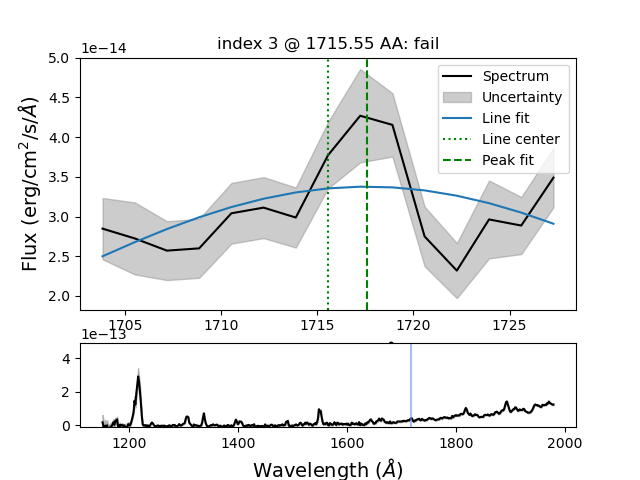 index 3 @ 1715.55 AA: fail
1e−14
Flux (erg/cm²/s/Å)
5.0
4.5
4.0
3.5
3.0
2.5
2.0
Spectrum
Uncertainty
Line fit
Line center
Peak fit
1705 1710 1715 1720 1725
1e−13
4
2
0
1200 1400 1600 1800 2000
Wavelength (Å)